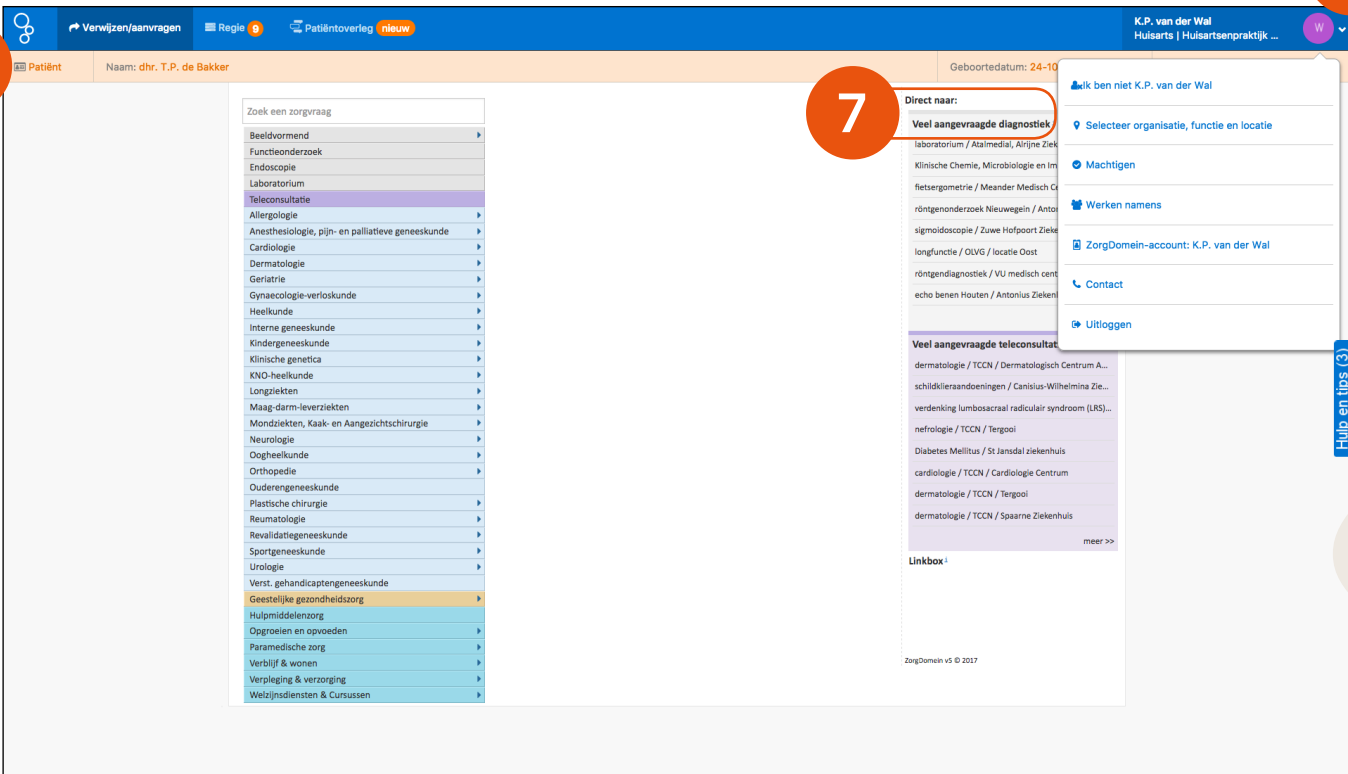 Verwijzen/aanvragen
Regie 9
Patiëntoverleg nieuw
K.P. van der Wal
Huisarts | Huisartsenpraktijk ...
W
Patiënt
Naam: dhr. T.P. de Bakker
Geboortedatum: 24-10
Zoek een zorgvraag
Beeldvormend
Functieonderzoek
Endoscopie
Laboratorium
Teleconsultatie
Allergologie
Anesthesiologie, pijn- en palliatieve geneeskunde
Cardiologie
Dermatologie
Geriatrie
Gynaecologie-verloskunde
Heelkunde
Interne geneeskunde
Kindergeneeskunde
Klinische genetica
KNO-heelkunde
Longziekten
Maag-darm-leverziekten
Mondziekten, Kaak- en Aangezichtschirurgie
Neurologie
Oogheelkunde
Orthopedie
Ouderengeneeskunde
Plastische chirurgie
Reumatologie
Revalidatiegeneeskunde
Sportgeneeskunde
Urologie
Verst. gehandicaptengeneeskunde
Geestelijke gezondheidszorg
Hulpmiddelenzorg
Opgroeien en opvoeden
Paramedische zorg
Verblijf & wonen
Verpleging & verzorging
Welzijnsdiensten & Cursussen
7
Direct naar:
Veel aangevraagde diagnostiek
laboratorium / Atalmedial, Alrijne Ziek
Klinische Chemie, Microbiologie en Im
fietsergometrie / Meander Medisch Ce
röntgenonderzoek Nieuwegein / Anto
sigmoidoscopie / Zuwe Hofpoort Zieke
longfunctie / OLVG / locatie Oost
röntgendiagnostiek / VU medisch cent
echo benen Houten / Antonius Zieken
Veel aangevraagde teleconsultat
dermatologie / TCCN / Dermatologisch Centrum A...
schildklieraandoeningen / Canisius-Wilhelmina Zie...
verdenking lumbosacraal radiculair syndroom (LRS)...
nefrologie / TCCN / Tergooi
Diabetes Mellitus / St Jansdal ziekenhuis
cardiologie / TCCN / Cardiologie Centrum
dermatologie / TCCN / Tergooi
dermatologie / TCCN / Spaarne Ziekenhuis
meer >>
Linkbox
ZorgDomein v5 © 2017
Ik ben niet K.P. van der Wal
Selecteer organisatie, functie en locatie
Machtigen
Werken namens
ZorgDomein-account: K.P. van der Wal
Contact
Uitloggen
Hulp en tips (3)